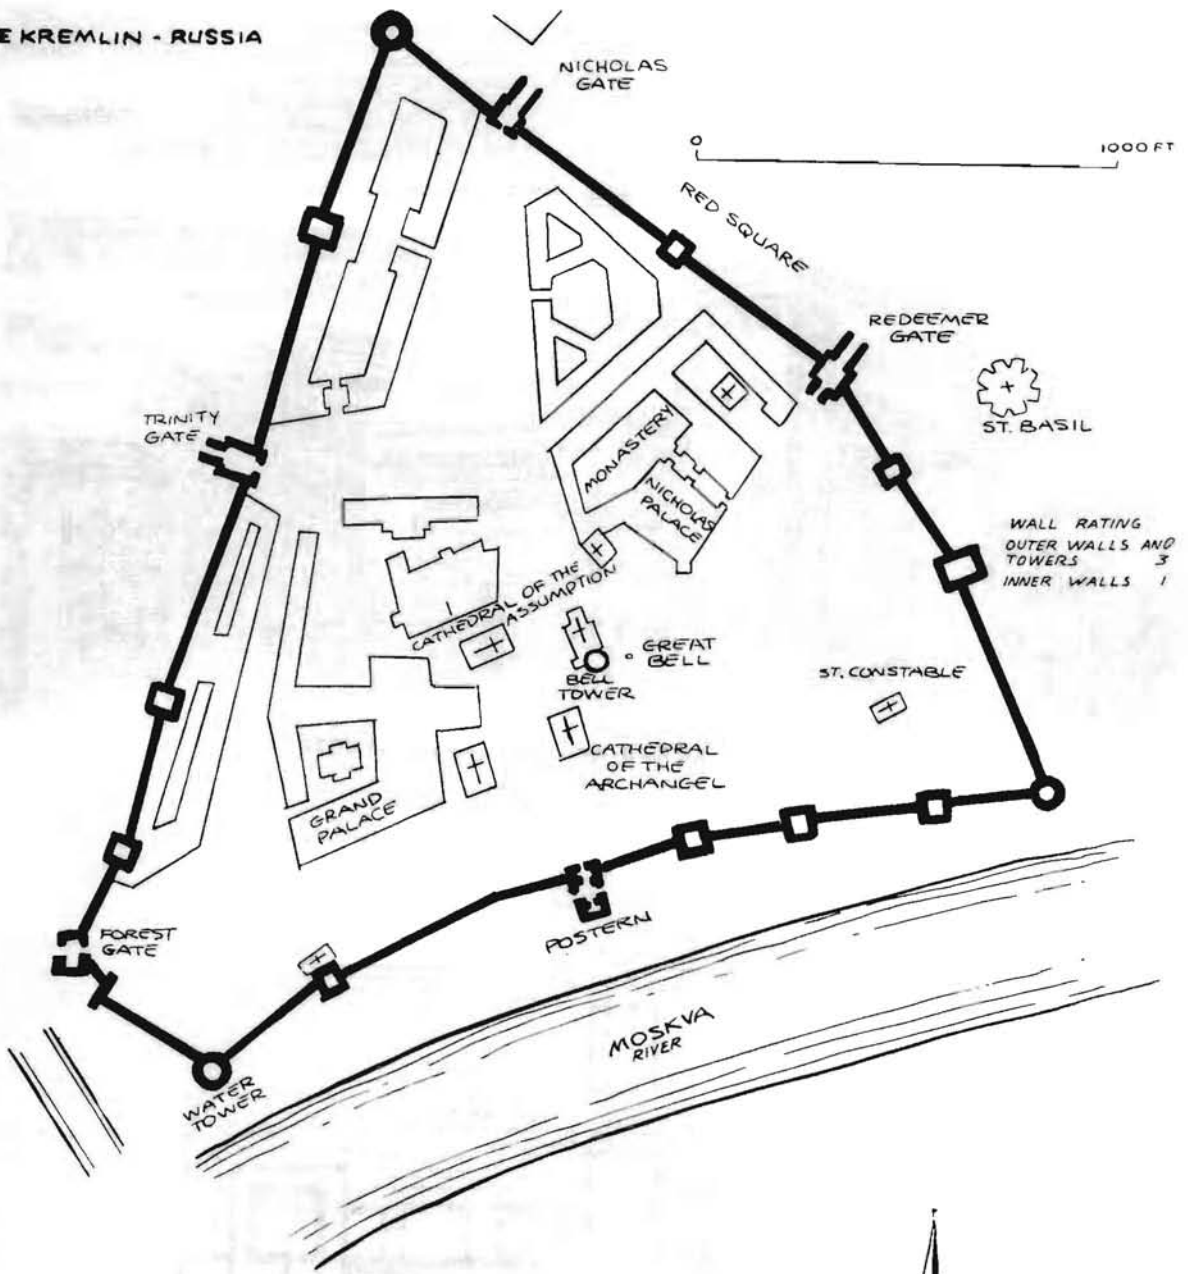 E KREMLIN - RUSSIA
NICHOLAS
GATE
0
1000 FT
RED SQUARE
REDEEMER
GATE
ST. BASIL
TRINITY
GATE
MONASTERY
NICHOLAS
PALACE
WALL RATING
OUTER WALLS AND
TOWERS 3
INNER WALLS 1
CATHEDRAL OF THE
ASSUMPTION
GREAT
BELL
BELL
TOWER
ST. CONSTABLE
CATHEDRAL
OF THE
ARCHANGEL
GRAND
PALACE
FOREST
GATE
POSTERN
MOSKVA
RIVER
WATER
TOWER